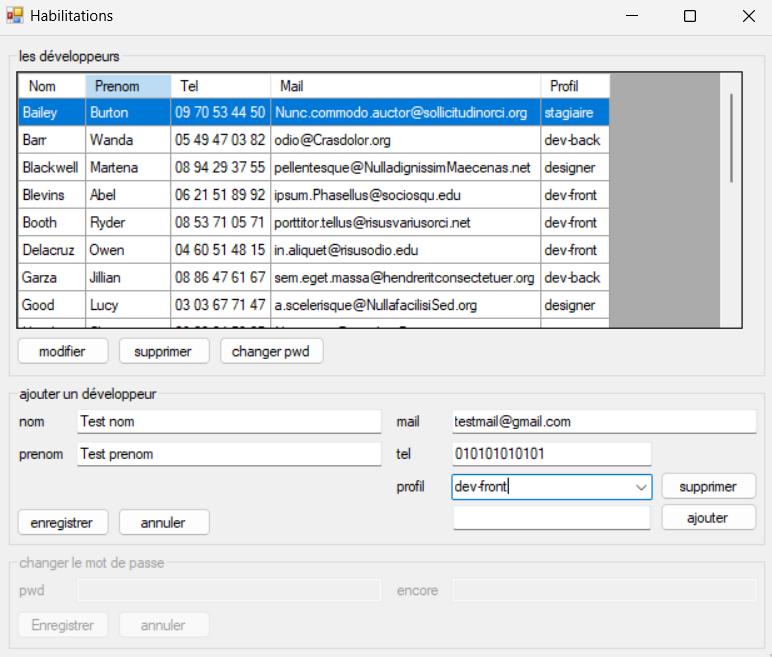 Habilitations
les développeurs
Nom Prenom Tel Mail Profil
Bailey Burton 09 70 53 44 50 Nunc.commodo.auctor@sollicitudinorci.org stagiaire
Barr Wanda 05 49 47 03 82 odio@Crasdolor.org dev-back
Blackwell Martena 08 94 29 37 55 pellentesque@NulladignissimMaecenas.net designer
Blevins Abel 06 21 51 89 92 ipsum.Phasellus@sociosqu.edu dev-front
Booth Ryder 08 53 71 05 71 porttitor.tellus@risusvariusorci.net dev-front
Delacruz Owen 04 60 51 48 15 in.aliquet@risusodio.edu dev-front
Garza Jillian 08 86 47 61 67 sem.eget.massa@hendreritconsectetuer.org dev-back
Good Lucy 03 03 67 71 47 a.scelerisque@NullafacilisiSed.org designer
modifier supprimer changer pwd
ajouter un développeur
nom Test nom mail testmail@gmail.com
prenom Test prenom tel 010101010101
profil dev-front supprimer
enregistrer annuler ajouter
changer le mot de passe
pwd encore
Enregistrer annuler